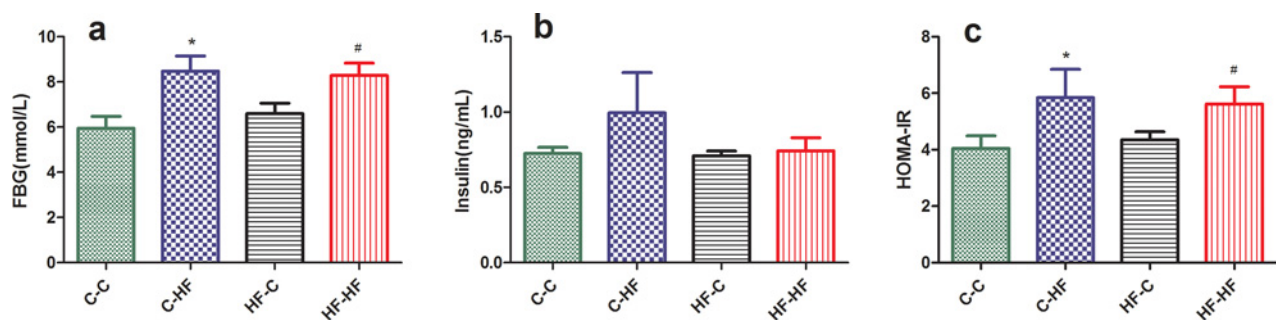 a
FBG(mmol/L)
10
8
6
4
2
0
*
#
C-C
C-HF
HF-C
HF-HF
b
Insulin(ng/mL)
1.5
1.0
0.5
0.0
C-C
C-HF
HF-C
HF-HF
c
HOMA-IR
8
6
4
2
0
*
#
C-C
C-HF
HF-C
HF-HF